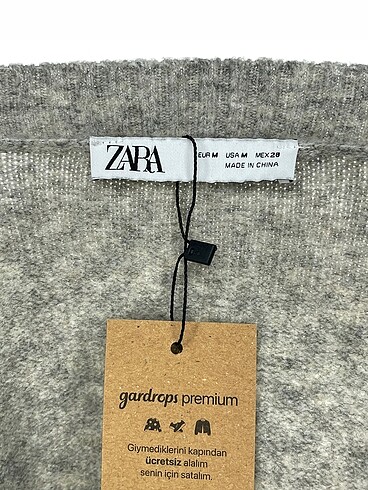 ZARA
EUR M USA M MEX 28
MADE IN CHINA
gardrops premium
Giymediklerini kapından
ücretsiz alalım
senin için satalım.